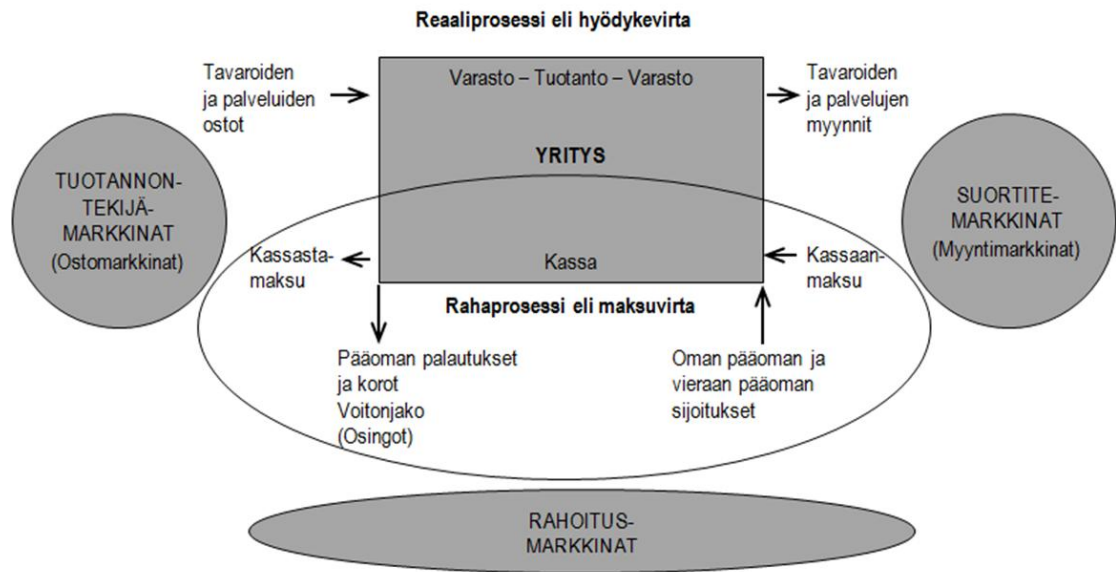 Reaaliprosessi eli hyödykevirta
Tavaroiden
ja palveluiden
ostot
Varasto – Tuotanto – Varasto
Tavaroiden
ja palvelujen
myynnit
YRITYS
TUOTANNON-
TEKIJÄ-
MARKKINAT
(Ostomarkkinat)
SUORTITE-
MARKKINAT
(Myyntimarkkinat)
Kassasta-
maksu
Kassa
Kassaan-
maksu
Rahaprosessi eli maksuvirta
Pääoman palautukset
ja korot
Voitonjako
(Osingot)
Oman pääoman ja
vieraan pääoman
sijoitukset
RAHOITUS-
MARKKINAT